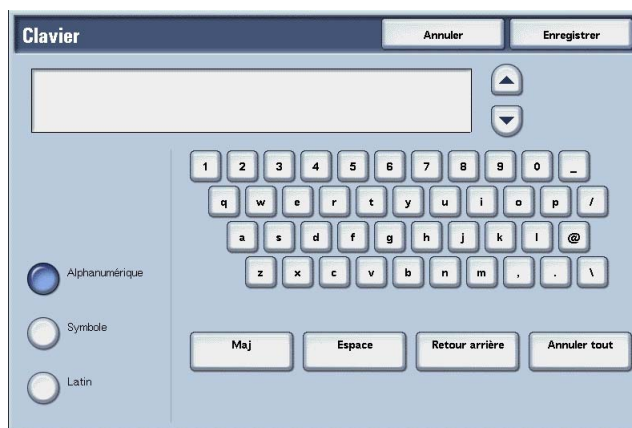 Clavier Annuler Enregistrer
1 2 3 4 5 6 7 8 9 0 _
q w e r t y u i o p /
a s d f g h j k l @
z x c v b n m , . \
Alphanumérique
Symbole
Maj Espace Retour arrière Annuler tout
Latin